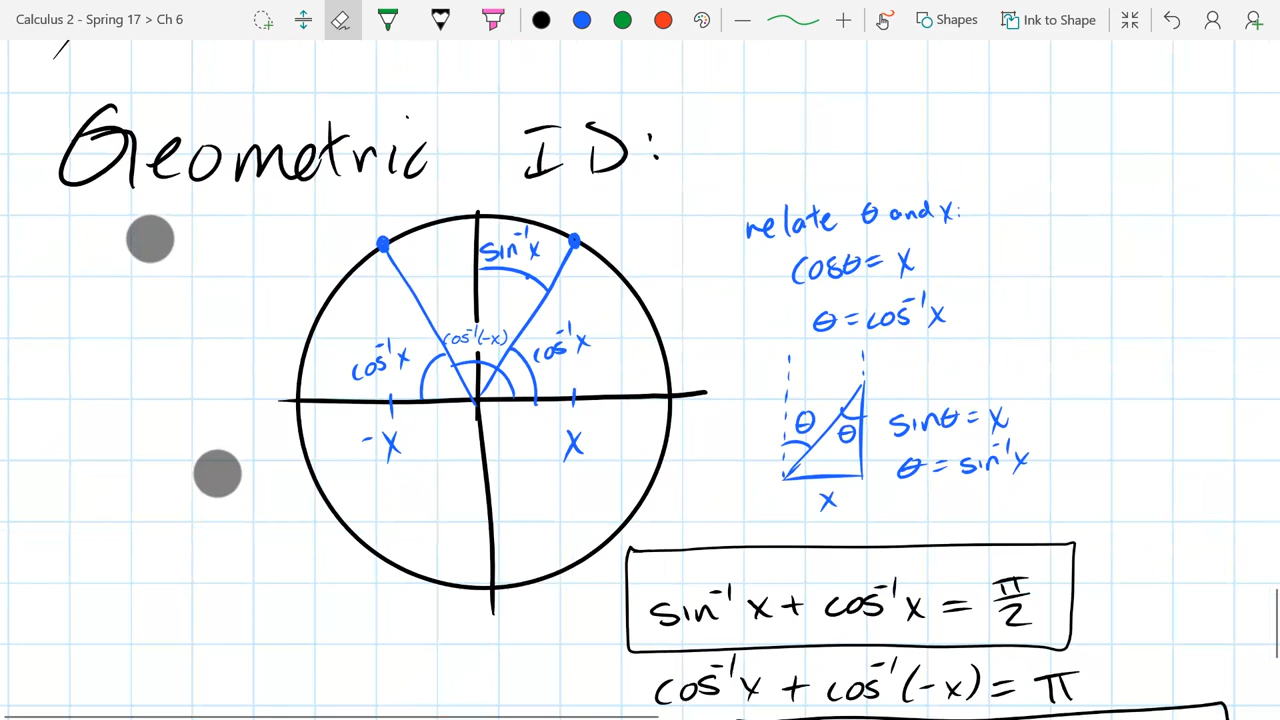 Calculus 2 - Spring 17 > Ch 6
Shapes
Ink to Shape
Geometric ID:
relate θ and x:
cosθ = x
θ = cos⁻¹x
sin⁻¹x
cos⁻¹x
cos⁻¹(-x)
cos⁻¹x
-x
x
θ
θ
x
sinθ = x
θ = sin⁻¹x
sin⁻¹x + cos⁻¹x = π/2
cos⁻¹x + cos⁻¹(-x) = π